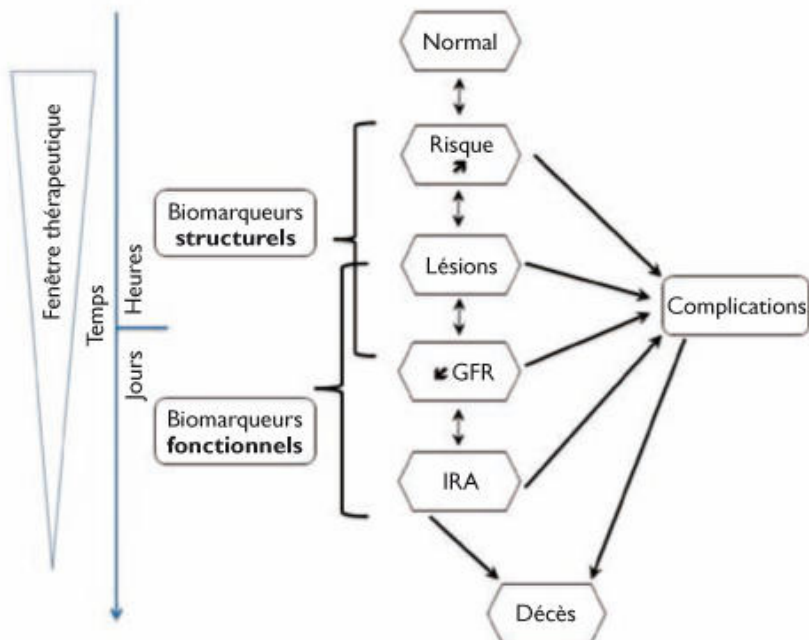 Normal
Risque
Fenêtre thérapeutique
Temps
Heures
Jours
Biomarqueurs
structurels
Lésions
Complications
GFR
Biomarqueurs
fonctionnels
IRA
Décès